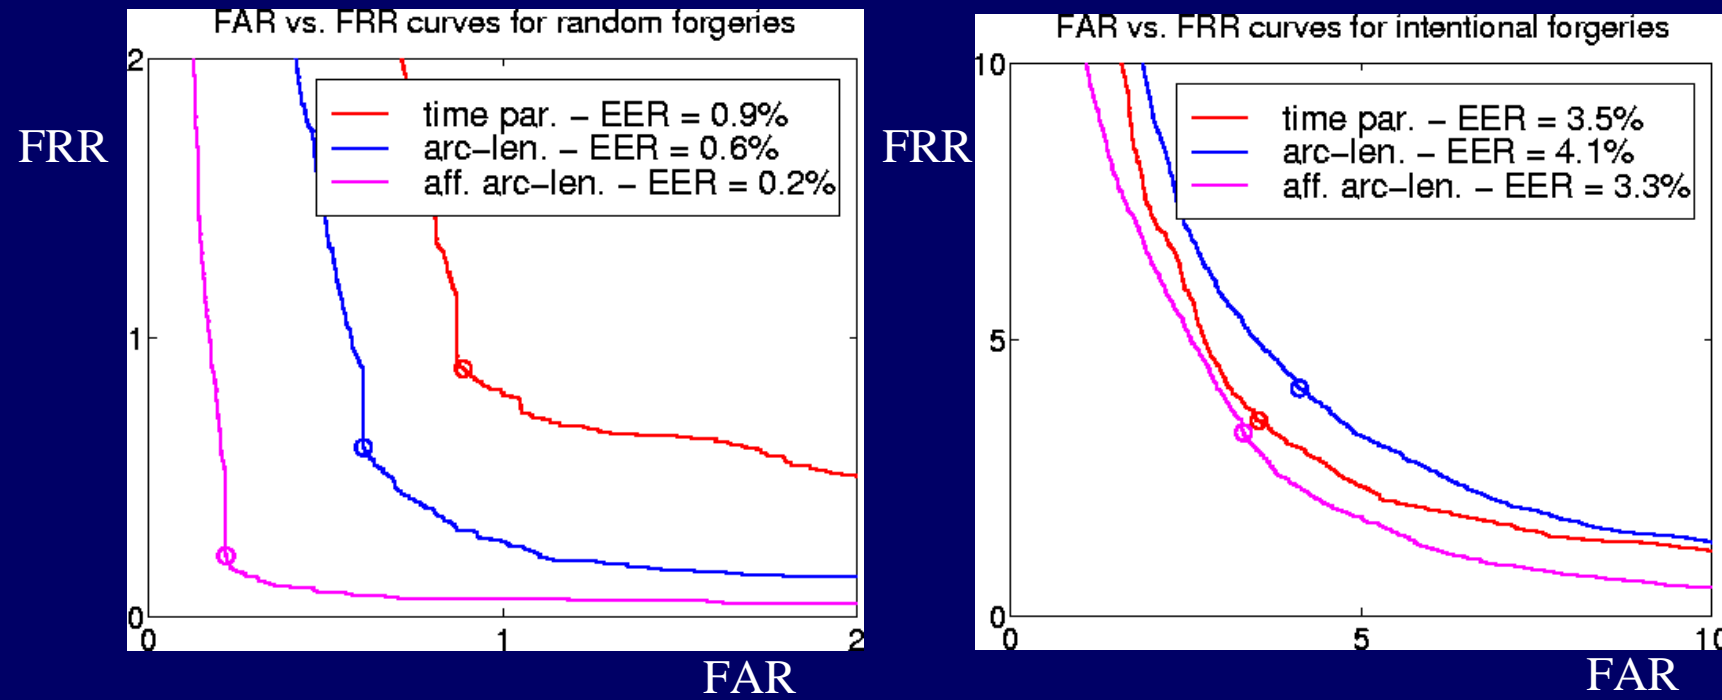 FAR vs. FRR curves for random forgeries
2
FRR
time par. – EER = 0.9%
arc–len. – EER = 0.6%
aff. arc–len. – EER = 0.2%
1
0
0 1 2
FAR
FAR vs. FRR curves for intentional forgeries
10
FRR
time par. – EER = 3.5%
arc–len. – EER = 4.1%
aff. arc–len. – EER = 3.3%
5
0
0 5 10
FAR